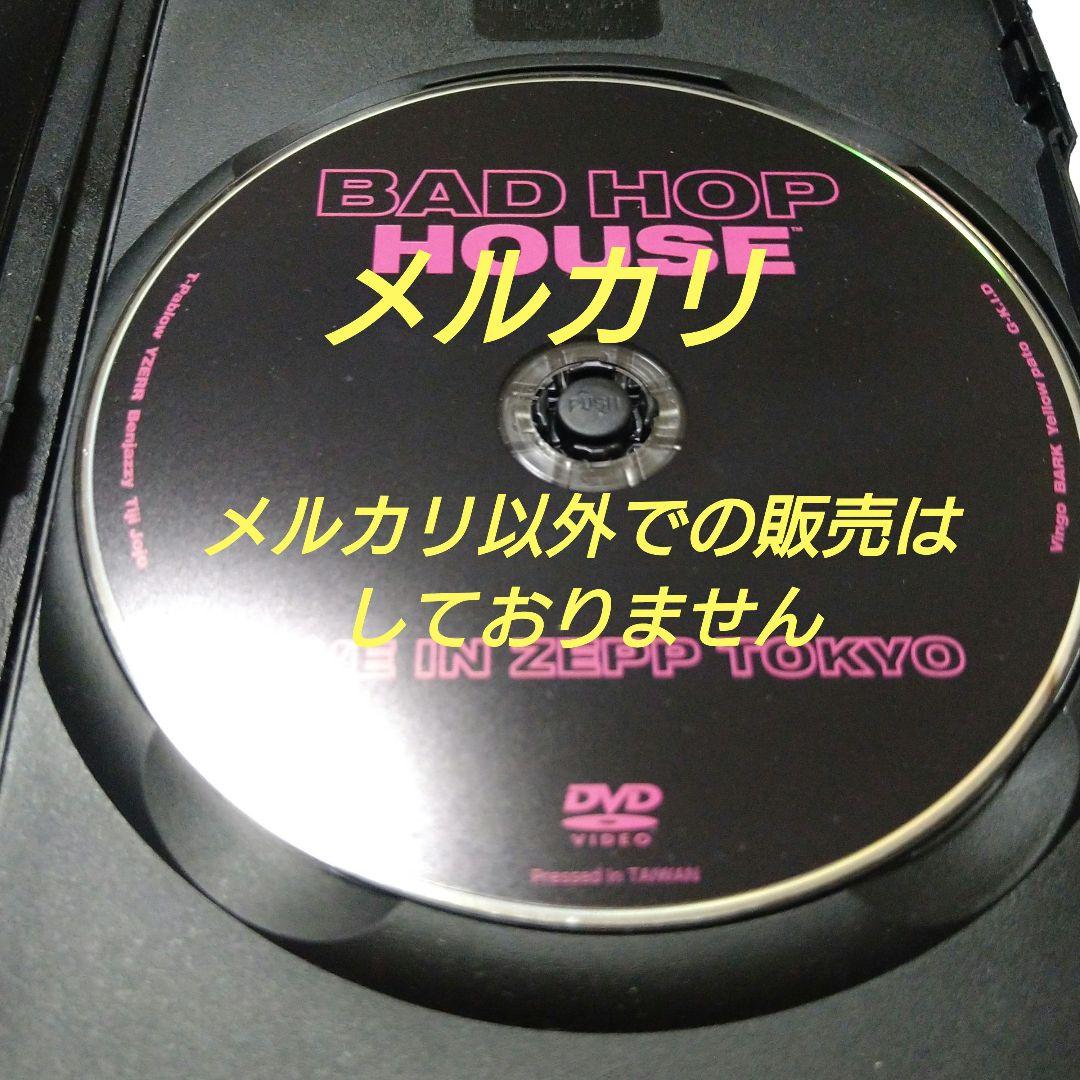 BAD HOP
HOUSE™
メルカリ
T-Pablow YZERR Benjazzy Tiji Jojo
Vingo BARK Yellow pato G-K.I.D
PUSH
メルカリ以外での販売は
しておりません
IN ZEPP TOKYO
DVD
VIDEO
Pressed in TAIWAN